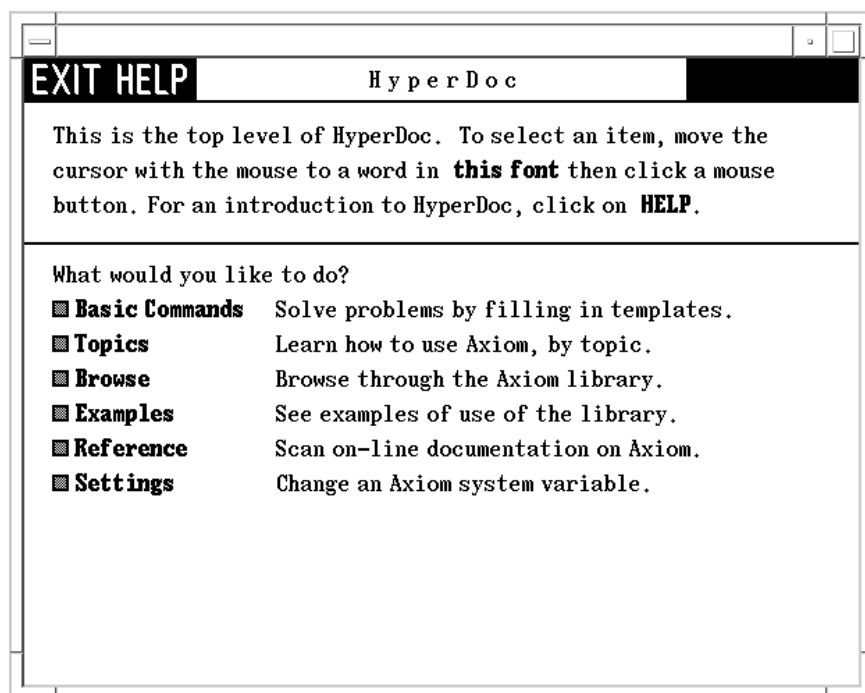 EXIT HELP HyperDoc
This is the top level of HyperDoc. To select an item, move the
cursor with the mouse to a word in this font then click a mouse
button. For an introduction to HyperDoc, click on HELP.
What would you like to do?
Basic Commands Solve problems by filling in templates.
Topics Learn how to use Axiom, by topic.
Browse Browse through the Axiom library.
Examples See examples of use of the library.
Reference Scan on-line documentation on Axiom.
Settings Change an Axiom system variable.